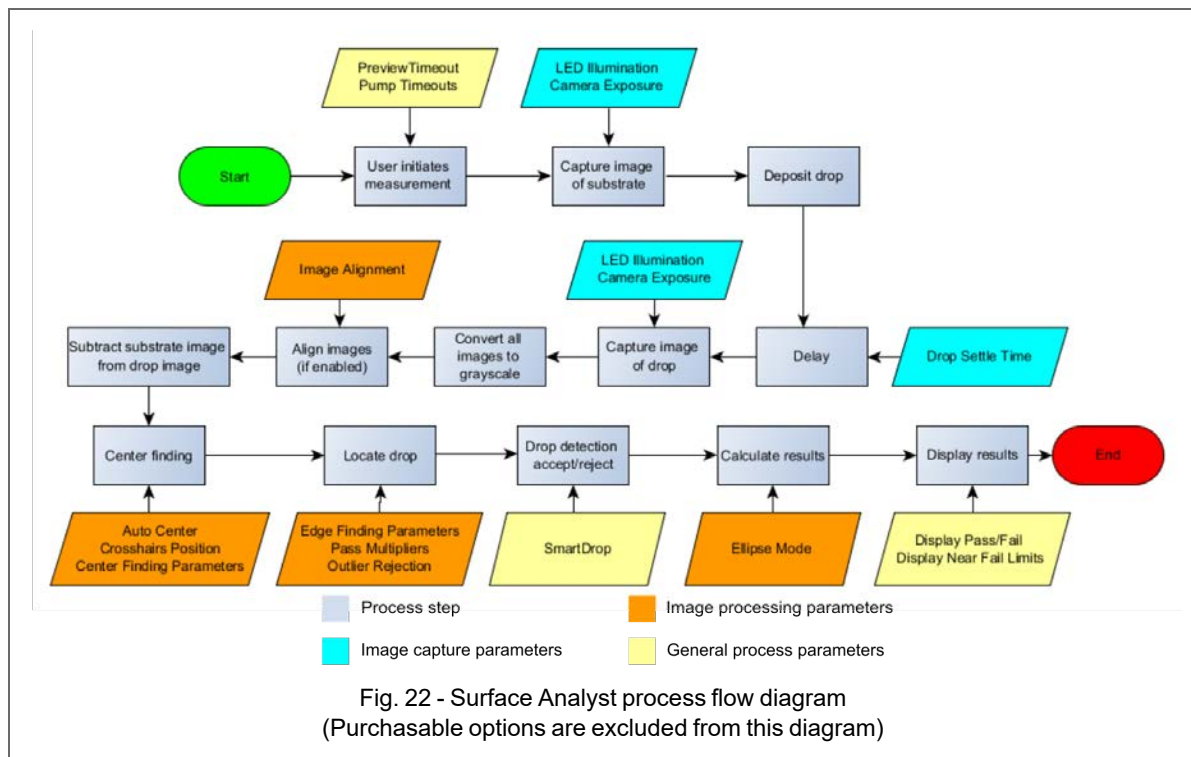 PreviewTimeout
Pump Timeouts
LED Illumination
Camera Exposure
Start
User initiates
measurement
Capture image
of substrate
Deposit drop
Image Alignment
LED Illumination
Camera Exposure
Subtract substrate image
from drop image
Align images
(if enabled)
Convert all
images to
grayscale
Capture image
of drop
Delay
Drop Settle Time
Center finding
Locate drop
Drop detection
accept/reject
Calculate results
Display results
End
Auto Center
Crosshairs Position
Center Finding Parameters
Edge Finding Parameters
Pass Multipliers
Outlier Rejection
SmartDrop
Ellipse Mode
Display Pass/Fail
Display Near Fail Limits
Process step
Image processing parameters
Image capture parameters
General process parameters
Fig. 22 - Surface Analyst process flow diagram
(Purchasable options are excluded from this diagram)